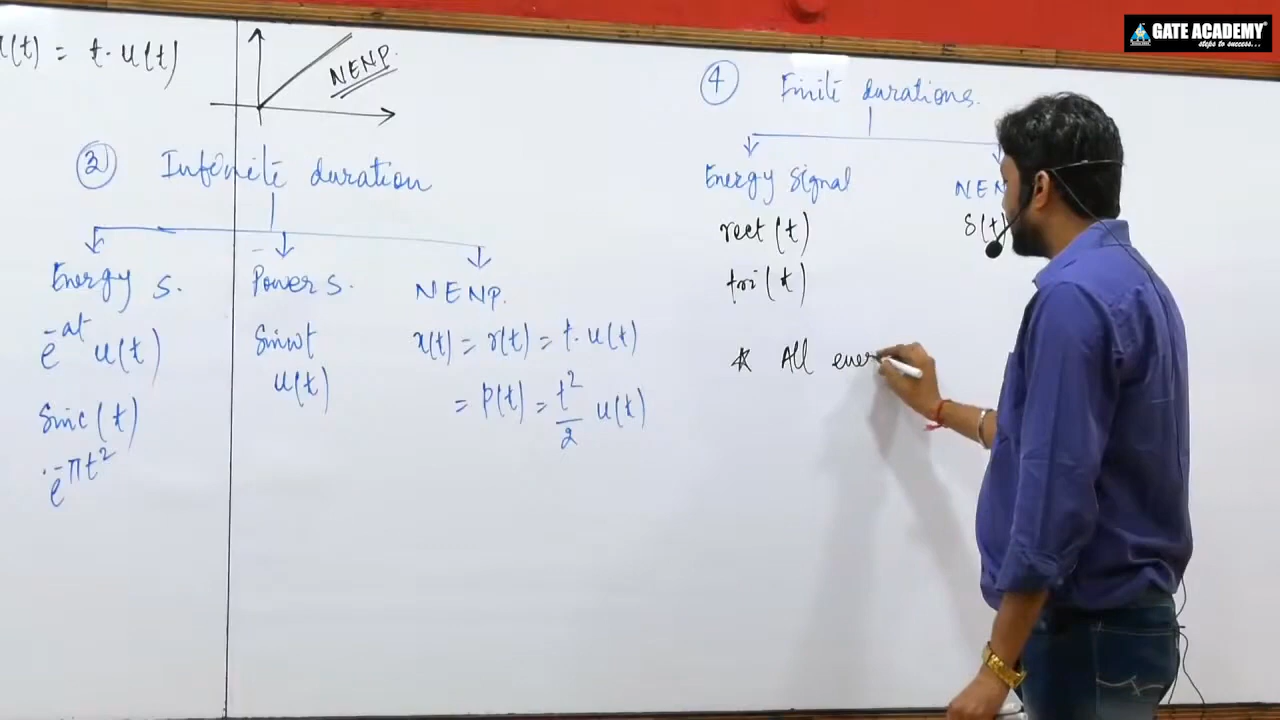 GATE ACADEMY
steps to success...
x(t) = t. u(t)
NENP.
③ Infinite duration
Energy S.
e^-at u(t)
Sinc(t)
e^-πt²
Power S.
Sinωt
u(t)
NENP.
x(t) = r(t) = t. u(t)
= p(t) = t²/2 u(t)
④ Finite durations.
Energy Signal
rect(t)
tri(t)
NEN
δ(t)
* All ener